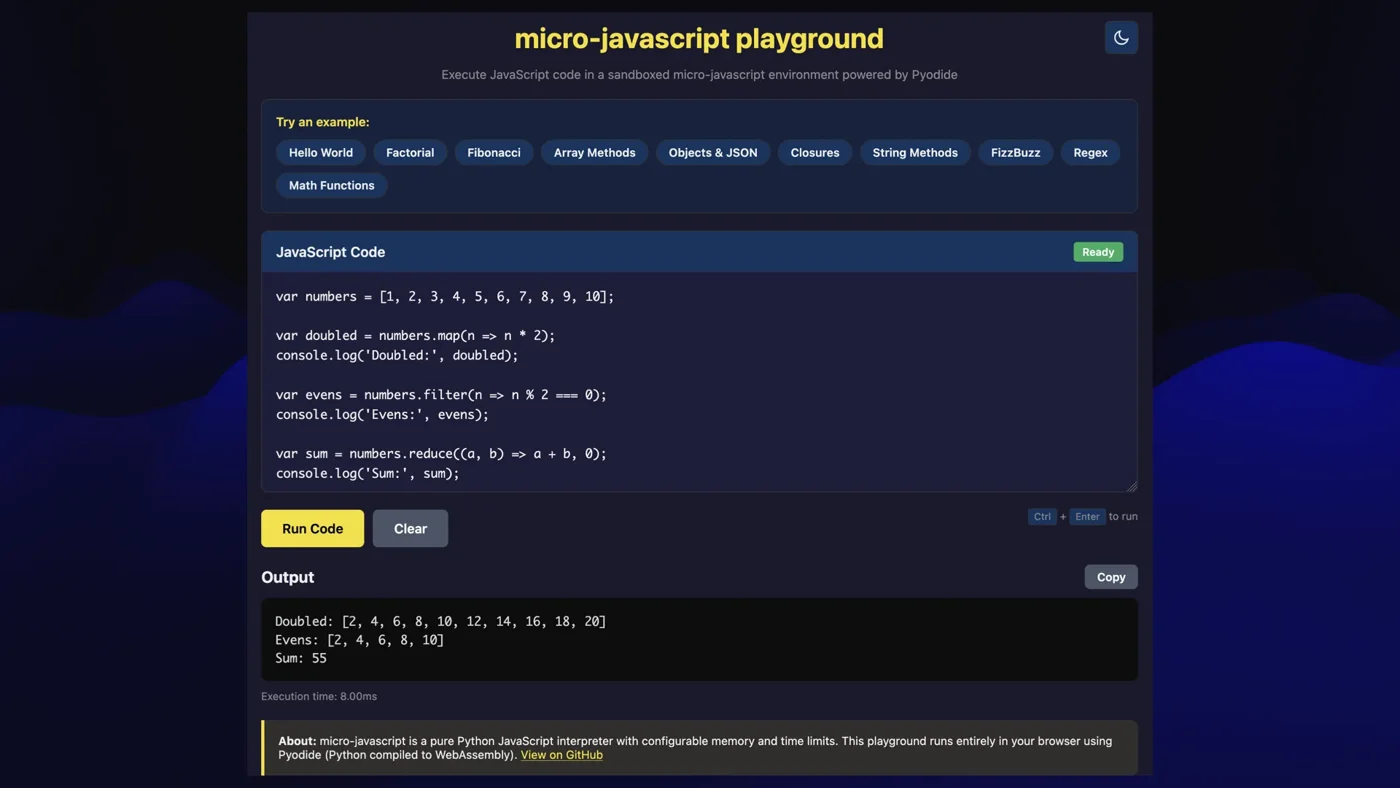 micro-javascript playground
Execute JavaScript code in a sandboxed micro-javascript environment powered by Pyodide
Try an example:
Hello World Factorial Fibonacci Array Methods Objects & JSON Closures String Methods FizzBuzz Regex
Math Functions
JavaScript Code Ready
var numbers = [1, 2, 3, 4, 5, 6, 7, 8, 9, 10];
var doubled = numbers.map(n => n * 2);
console.log('Doubled:', doubled);
var evens = numbers.filter(n => n % 2 === 0);
console.log('Evens:', evens);
var sum = numbers.reduce((a, b) => a + b, 0);
console.log('Sum:', sum);
Run Code Clear Ctrl + Enter to run
Output Copy
Doubled: [2, 4, 6, 8, 10, 12, 14, 16, 18, 20]
Evens: [2, 4, 6, 8, 10]
Sum: 55
Execution time: 8.00ms
About: micro-javascript is a pure Python JavaScript interpreter with configurable memory and time limits. This playground runs entirely in your browser using
Pyodide (Python compiled to WebAssembly). View on GitHub